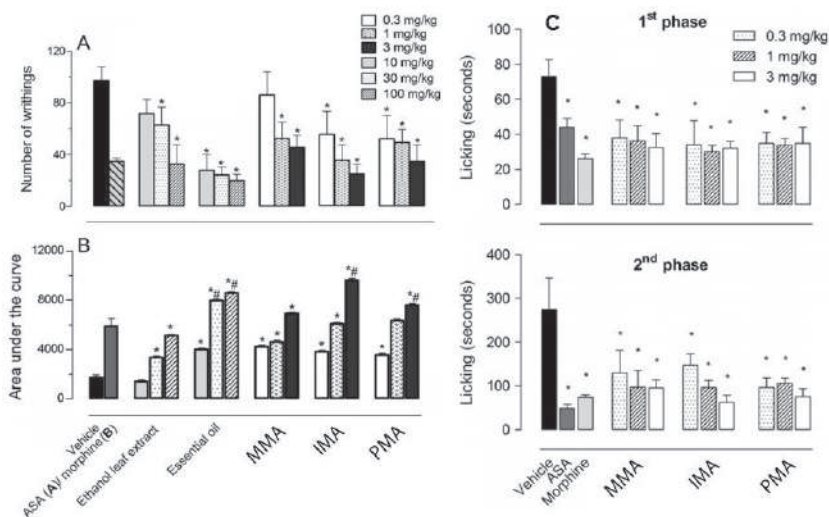 A
0.3 mg/kg
1 mg/kg
3 mg/kg
10 mg/kg
30 mg/kg
100 mg/kg
Number of writhings
120
80
40
0
* * * * * * * * * * * * *
B
Area under the curve
12000
8000
4000
0
* * *
*# *#
* * *
* * *#
* *#
Vehicle
ASA (A)/ morphine (B)
Ethanol leaf extract
Essential oil
MMA
IMA
PMA
C
1st phase
0.3 mg/kg
1 mg/kg
3 mg/kg
Licking (seconds)
100
80
60
40
20
0
* * * * * * * * * * *
2nd phase
Licking (seconds)
400
300
200
100
0
* * * * * * * * * * *
Vehicle
ASA
Morphine
MMA
IMA
PMA